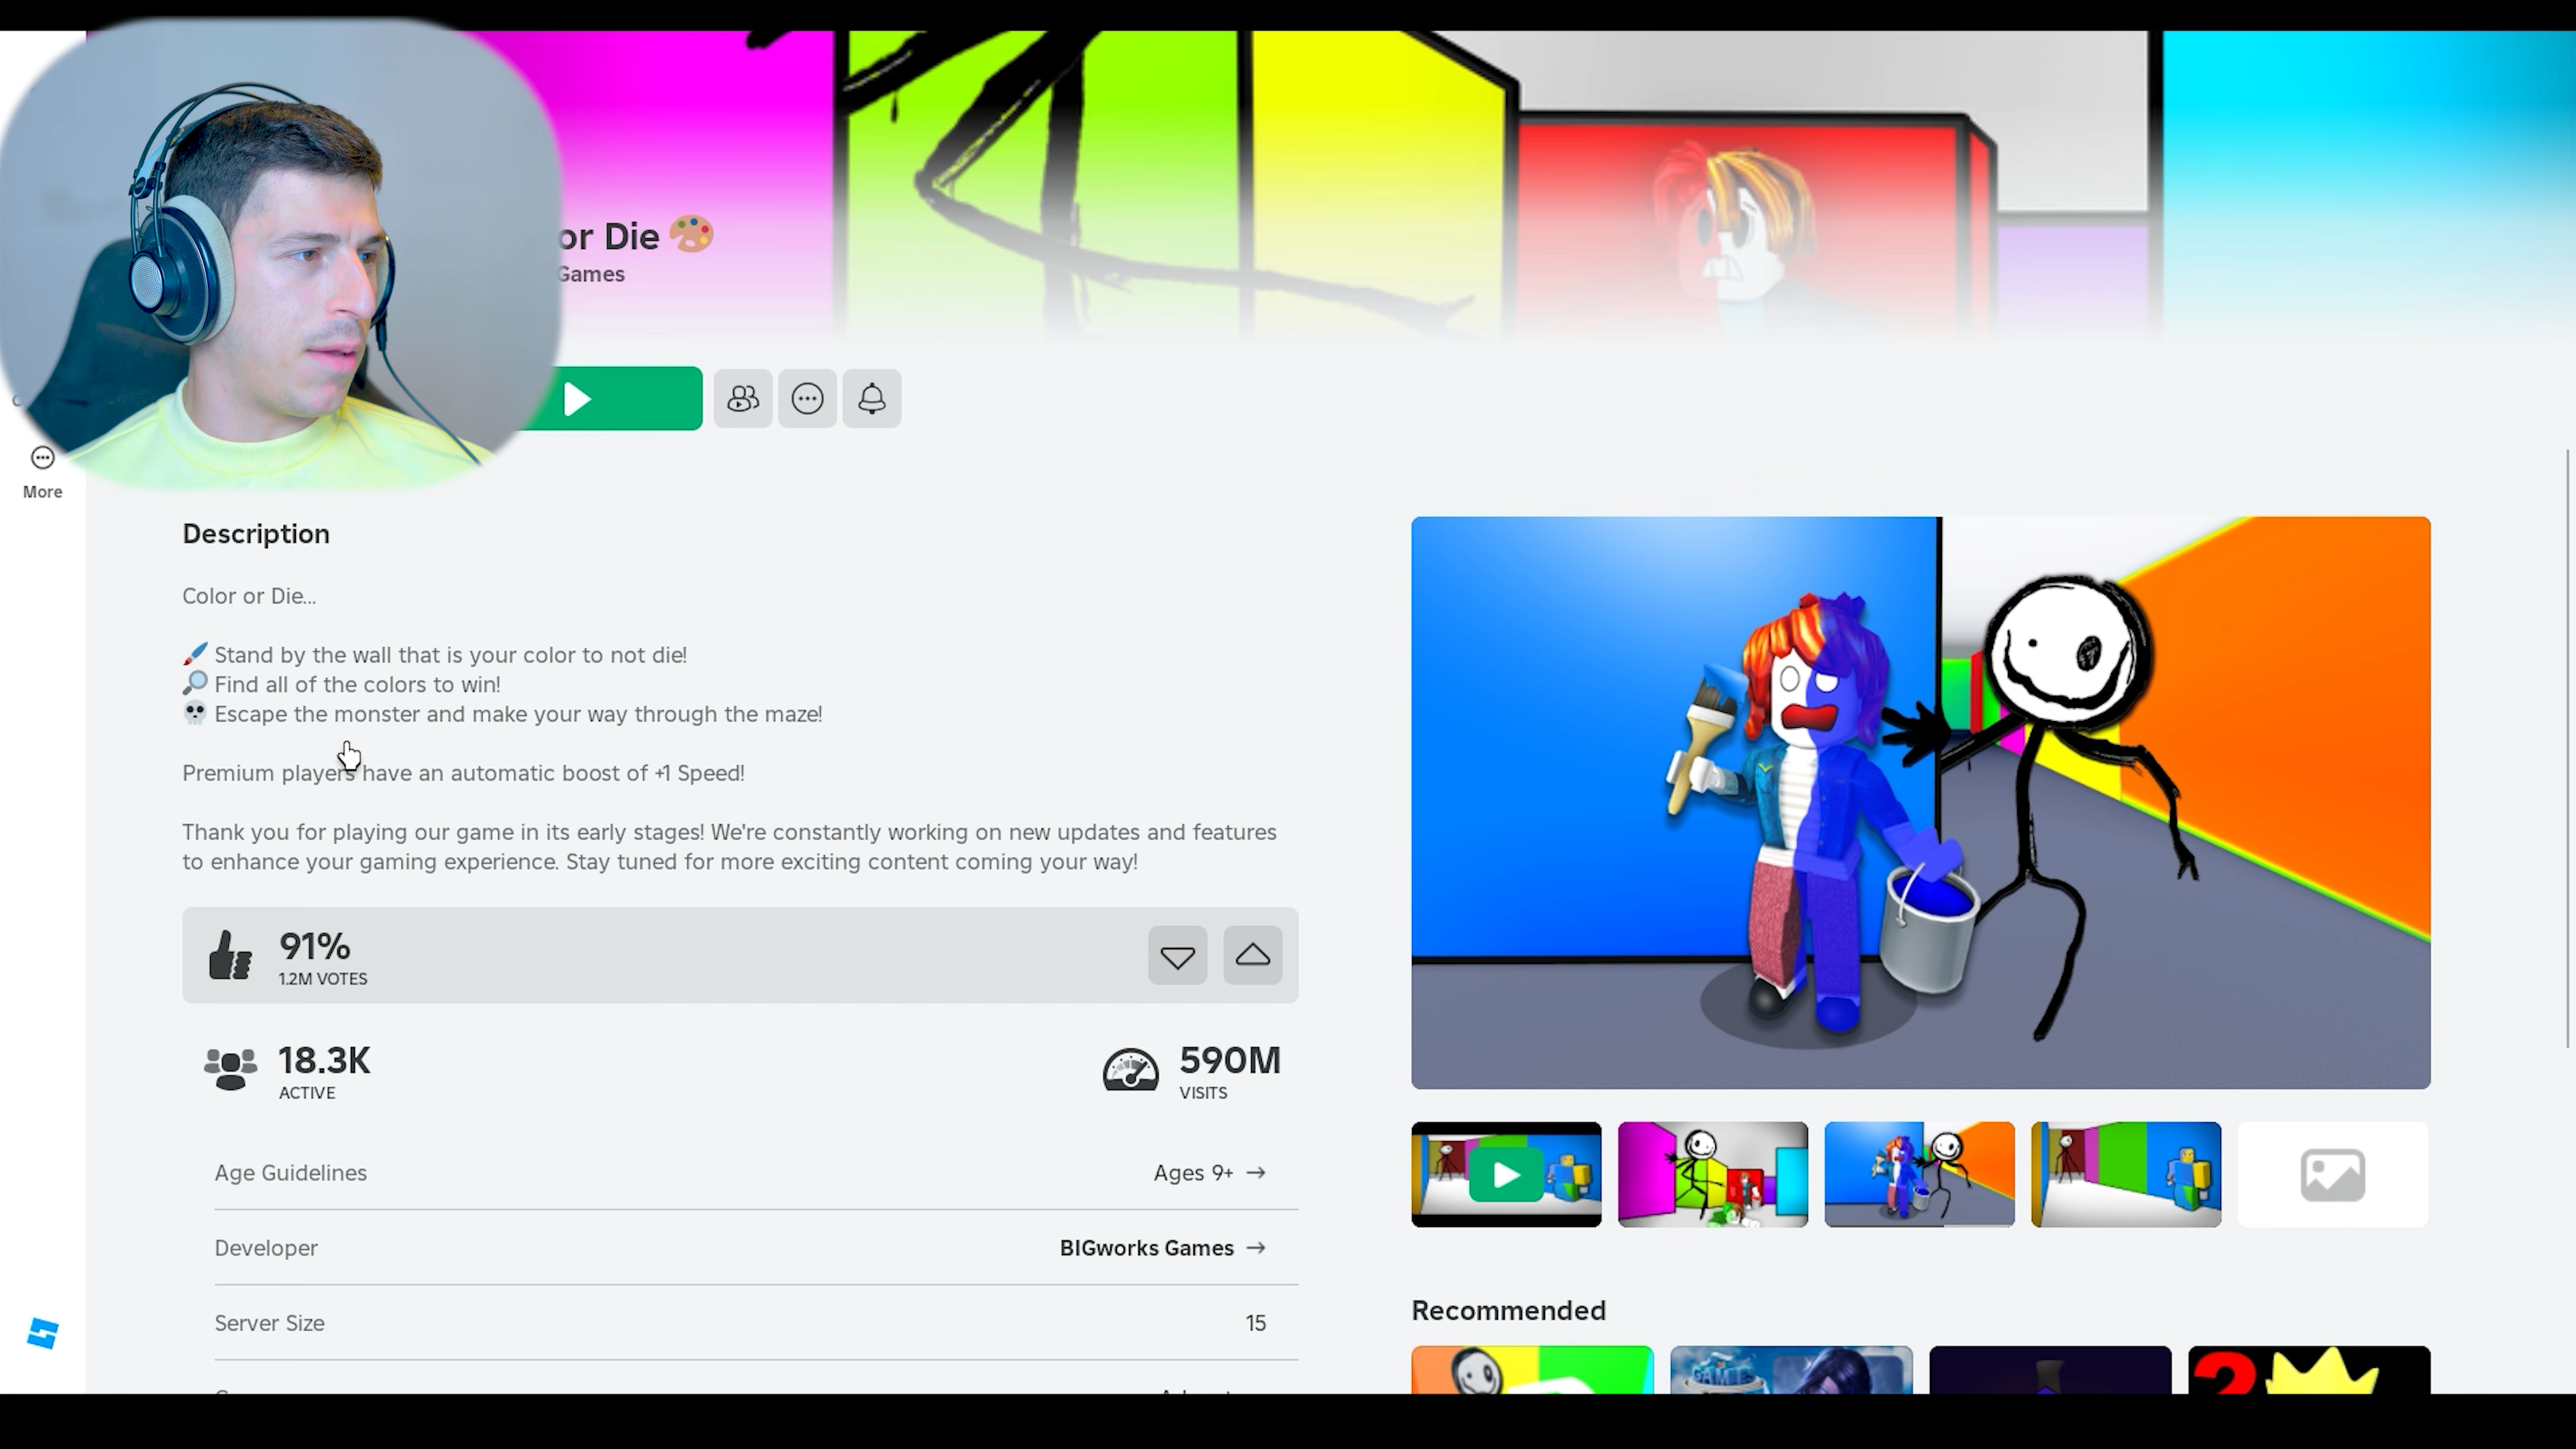 or Die
Games
More
Description
Color or Die...
Stand by the wall that is your color to not die!
Find all of the colors to win!
Escape the monster and make your way through the maze!
Premium players have an automatic boost of +1 Speed!
Thank you for playing our game in its early stages! We're constantly working on new updates and features
to enhance your gaming experience. Stay tuned for more exciting content coming your way!
91%
1.2M VOTES
18.3K
ACTIVE
590M
VISITS
Age Guidelines
Ages 9+
Developer
BIGworks Games
Server Size
15
Recommended
GAMES
?